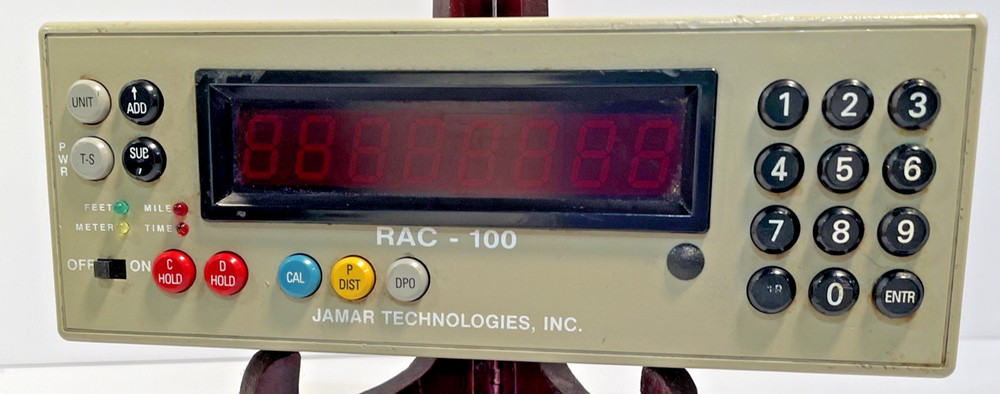 UNIT ↑ ADD
PWR T-S SUB
FEET MILE
METER TIME
OFF ON C HOLD D HOLD CAL P DIST DPO
RAC - 100
JAMAR TECHNOLOGIES, INC.
1 2 3
4 5 6
7 8 9
0 ENTR